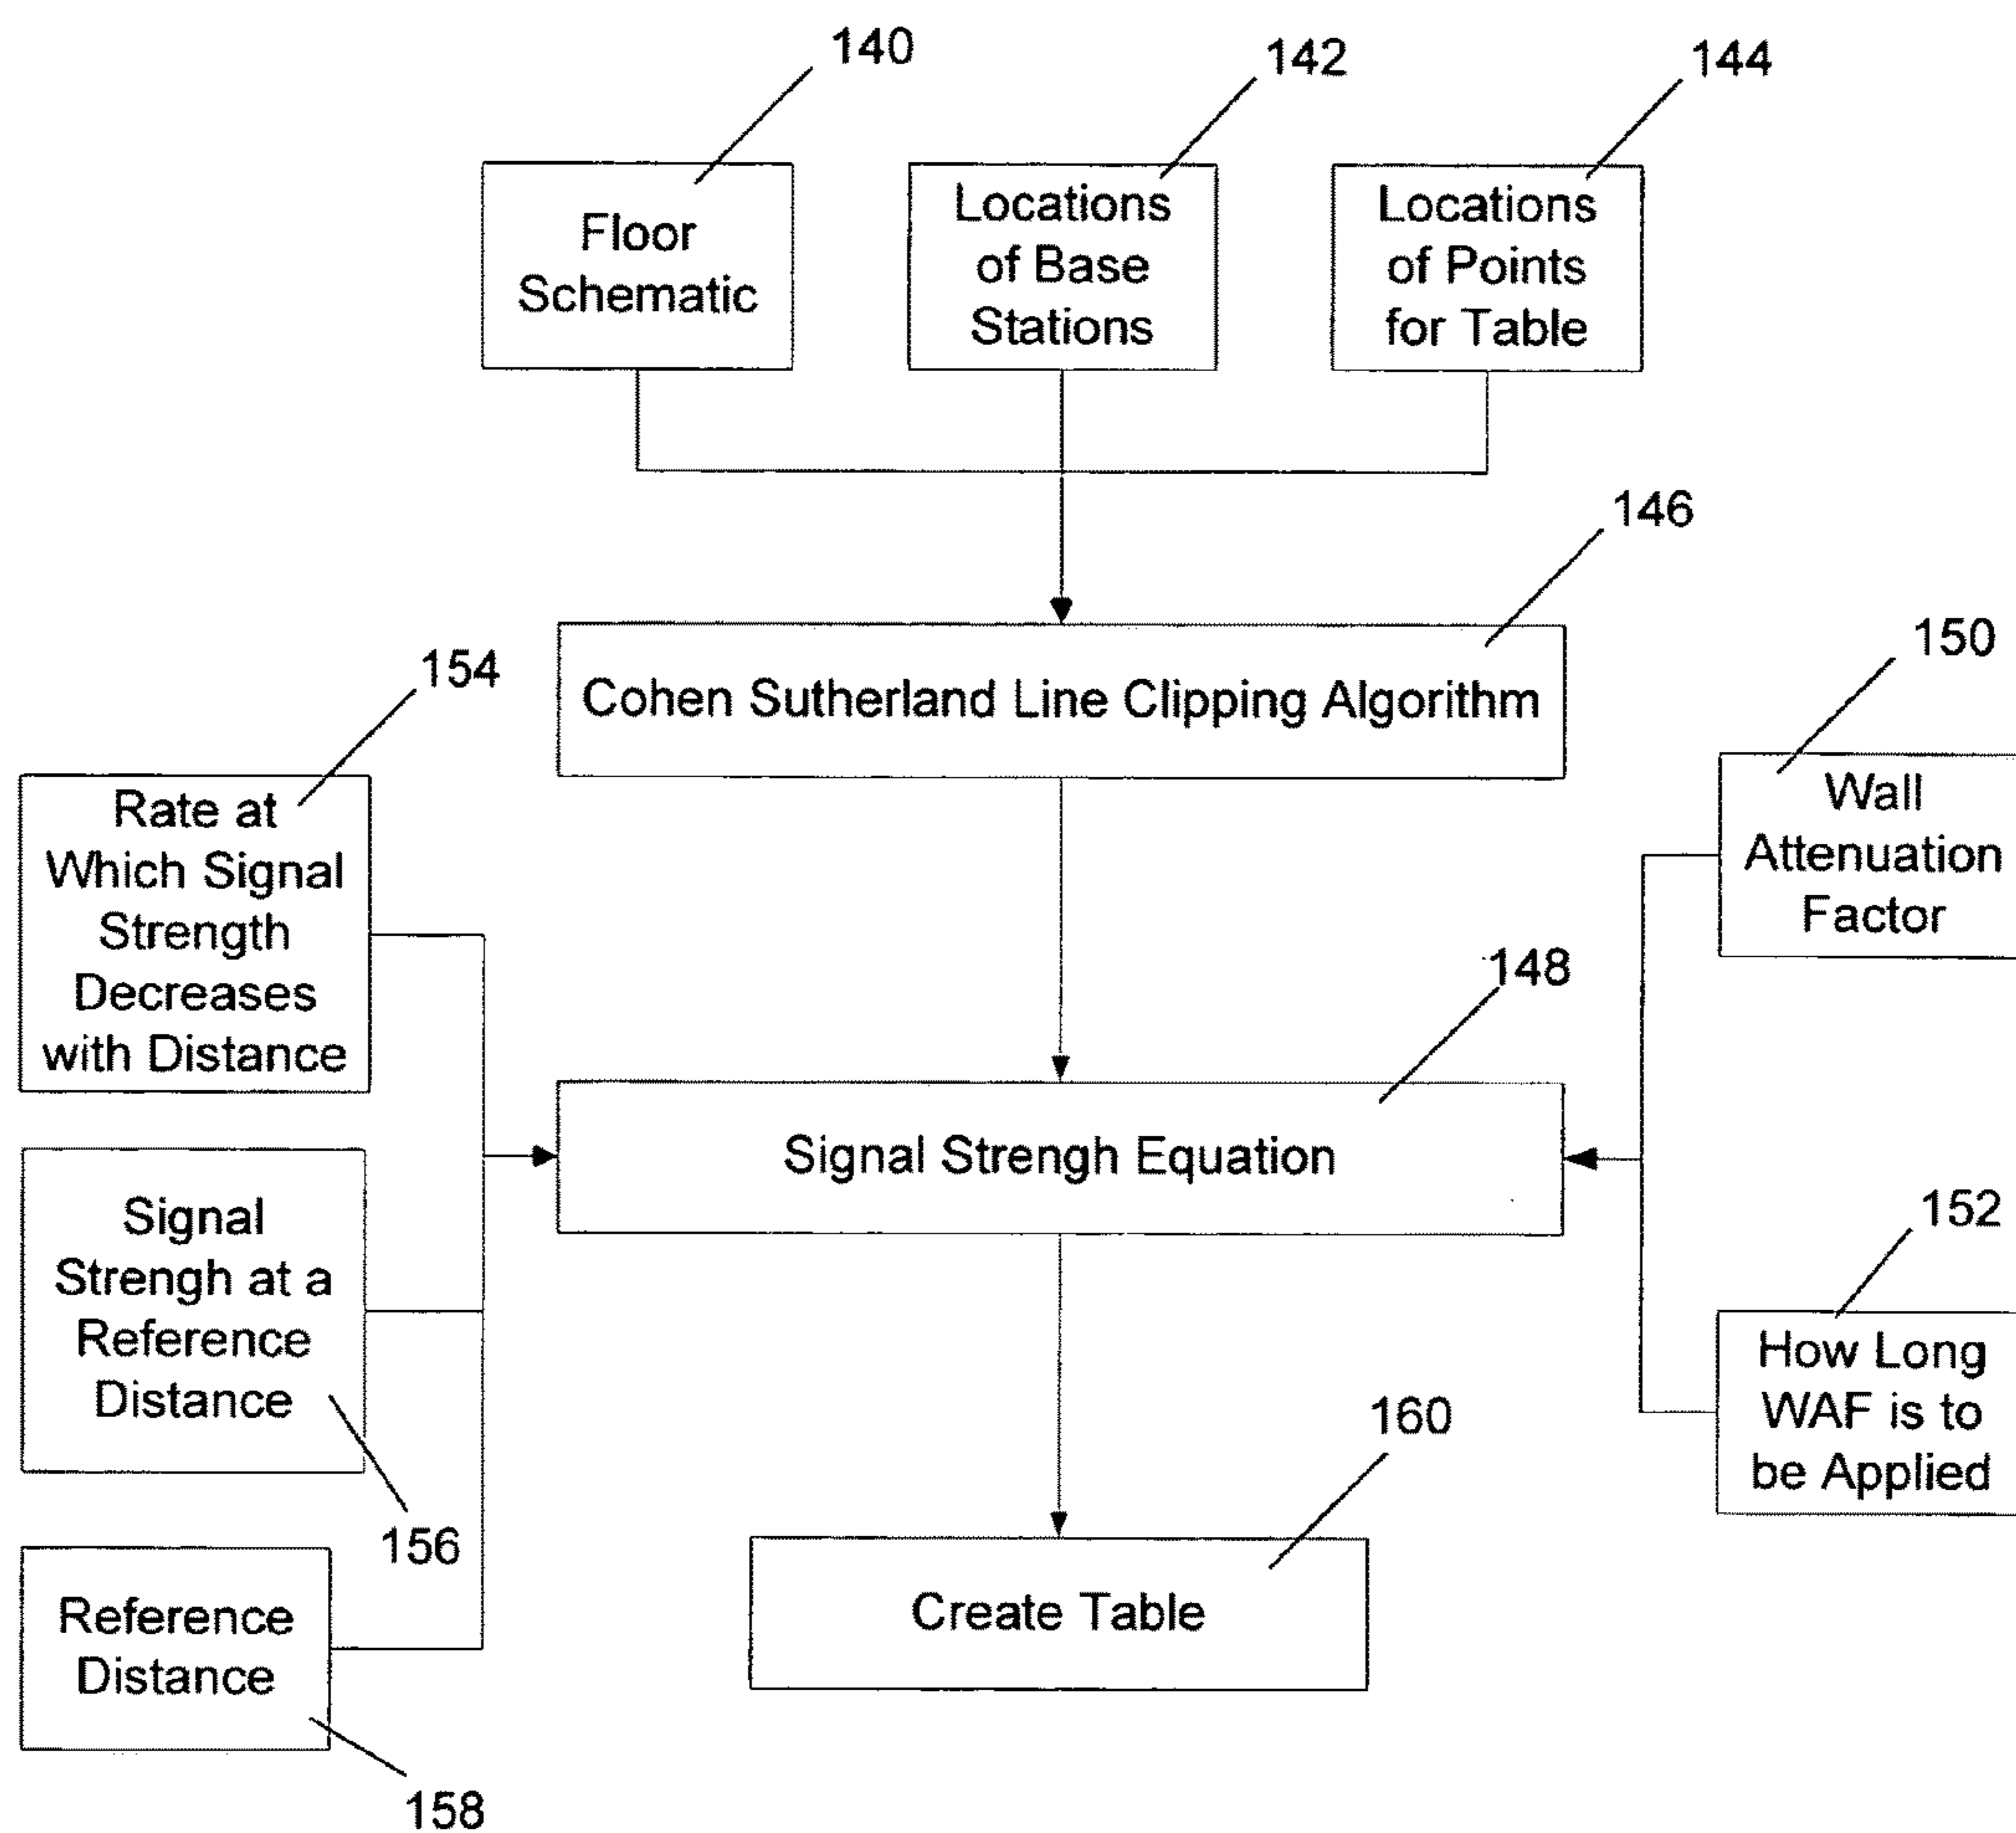 140
142
144
Floor
Schematic
Locations
of Base
Stations
Locations
of Points
for Table
146
Cohen Sutherland Line Clipping Algorithm
154
150
Rate at
Which Signal
Strength
Decreases
with Distance
Wall
Attenuation
Factor
148
Signal Strengh Equation
Signal
Strengh at a
Reference
Distance
156
152
How Long
WAF is to
be Applied
160
Create Table
Reference
Distance
158